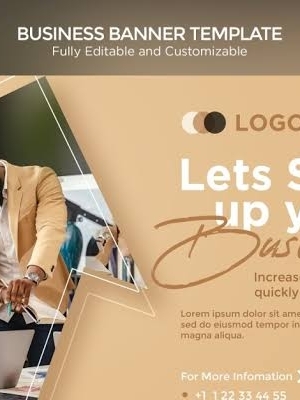 BUSINESS BANNER TEMPLATE
Fully Editable and Customizable
LOGO
Lets S
up y
Bus
Increas
quickly
Lorem ipsum dolor sit ame
sed do eiusmod tempor in
magna aliqua.
For More Infomation
+1 1 22 33 44 55